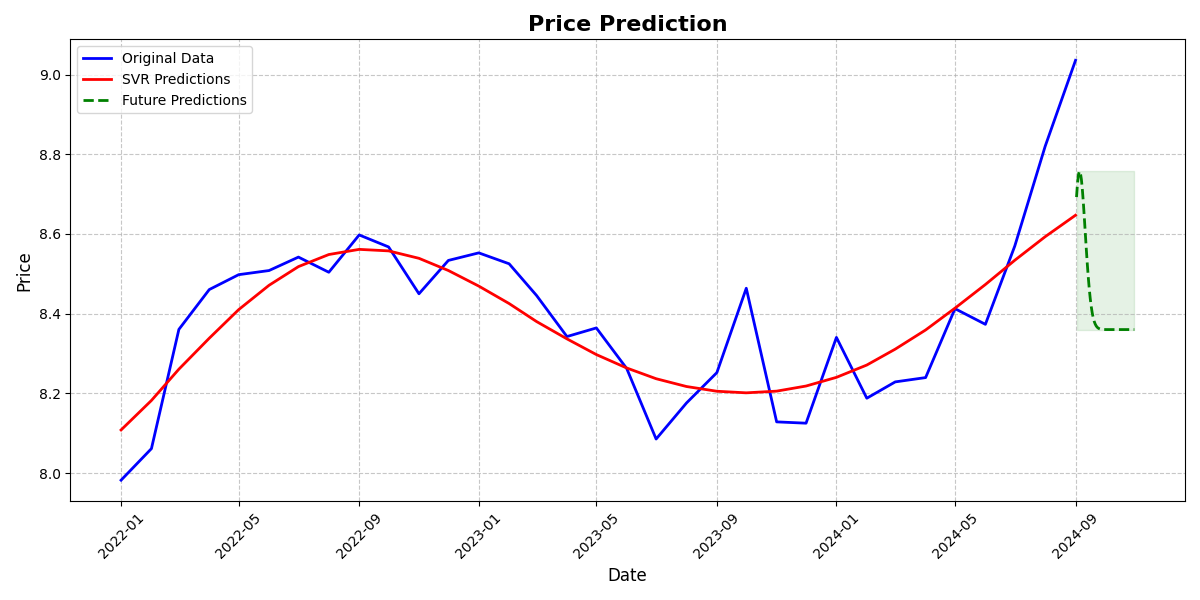 Price Prediction
Original Data
SVR Predictions
Future Predictions
Price
9.0
8.8
8.6
8.4
8.2
8.0
2022-01
2022-05
2022-09
2023-01
2023-05
2023-09
2024-01
2024-05
2024-09
Date